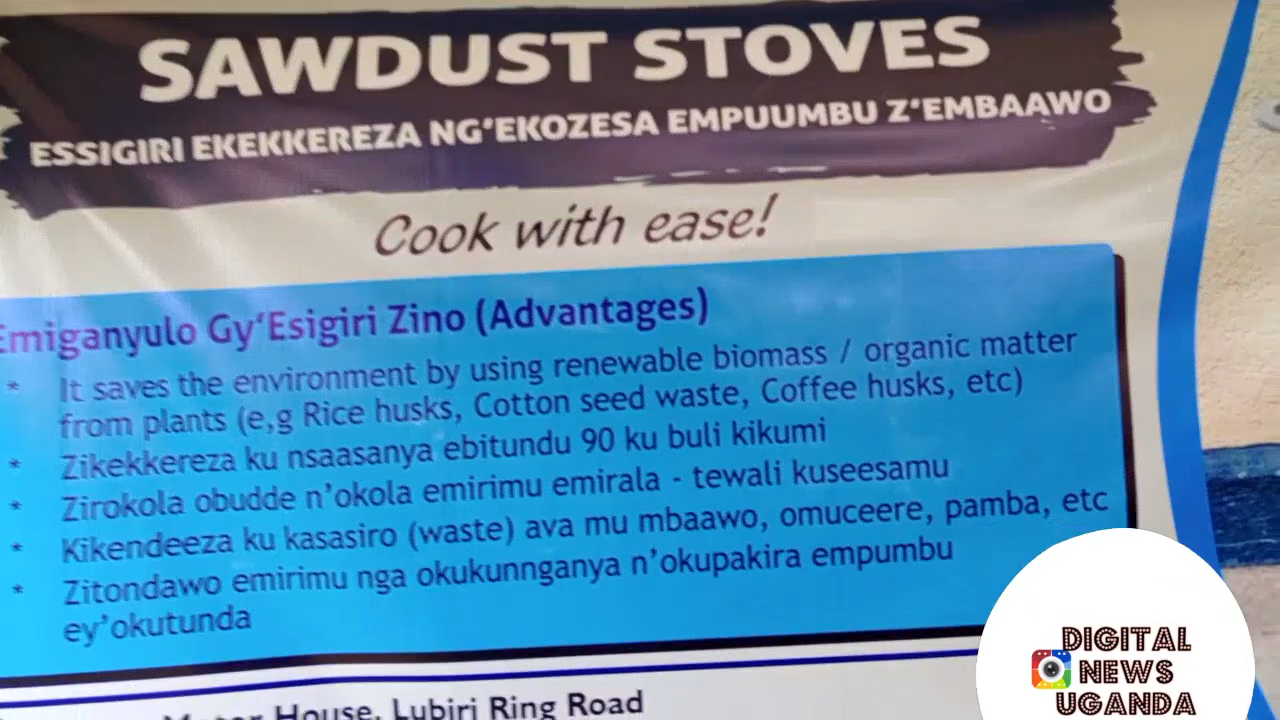 SAWDUST STOVES
ESSIGIRI EKEKKEREZA NG'EKOZESA EMPUUMBU Z'EMBAAWO
Cook with ease!
Emiganyulo Gy'Esigiri Zino (Advantages)
* It saves the environment by using renewable biomass / organic matter
from plants (e,g Rice husks, Cotton seed waste, Coffee husks, etc)
* Zikekkereza ku nsaasanya ebitundu 90 ku buli kikumi
* Zirokola obudde n'okola emirimu emirala - tewali kuseesamu
* Kikendeeza ku kasasiro (waste) ava mu mbaawo, omuceere, pamba, etc
* Zitondawo emirimu nga okukunnganya n'okupakira empumbu
ey'okutunda
House, Lubiri Ring Road
DIGITAL
NEWS
UGANDA